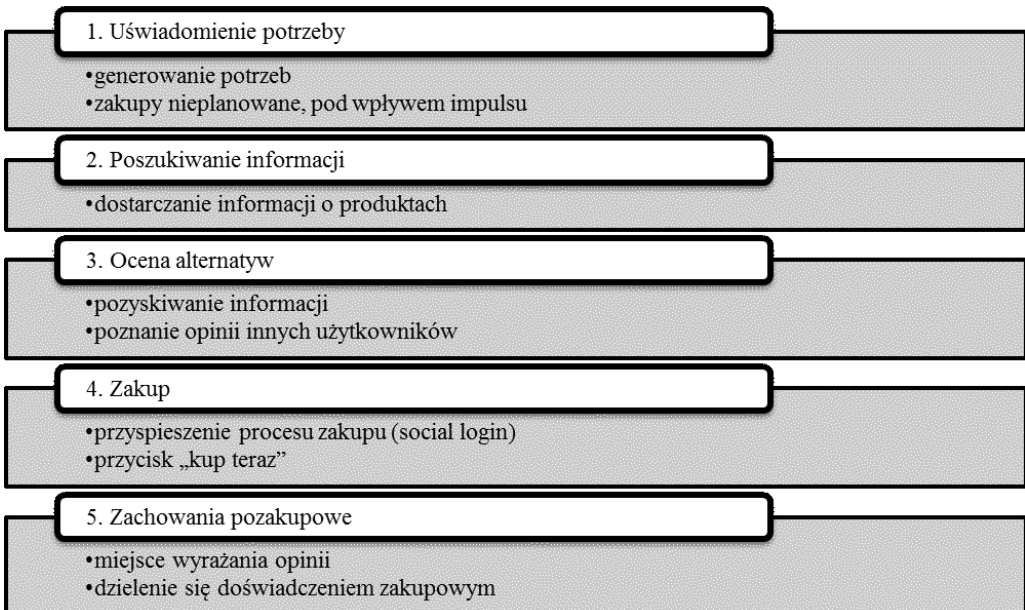 1. Uświadomienie potrzeby
•generowanie potrzeb
•zakupy nieplanowane, pod wpływem impulsu
2. Poszukiwanie informacji
•dostarczanie informacji o produktach
3. Ocena alternatyw
•pozyskiwanie informacji
•poznanie opinii innych użytkowników
4. Zakup
•przyspieszenie procesu zakupu (social login)
•przycisk „kup teraz”
5. Zachowania pozakupowe
•miejsce wyrażania opinii
•dzielenie się doświadczeniem zakupowym